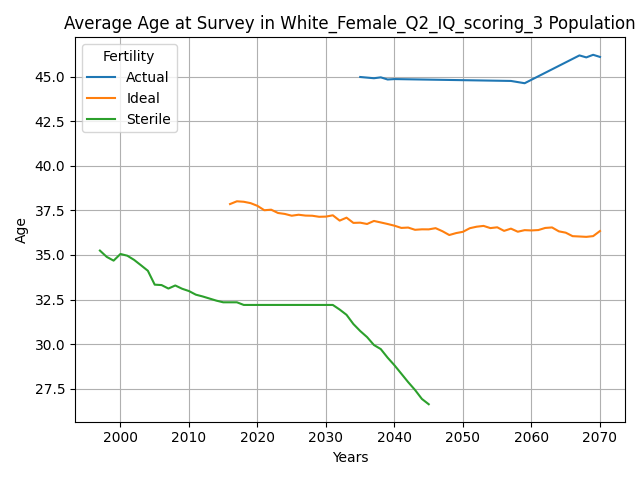 Average Age at Survey in White_Female_Q2_IQ_scoring_3 Population
Fertility
Actual
Ideal
Sterile
45.0
42.5
40.0
37.5
35.0
32.5
30.0
27.5
Age
2000 2010 2020 2030 2040 2050 2060 2070
Years